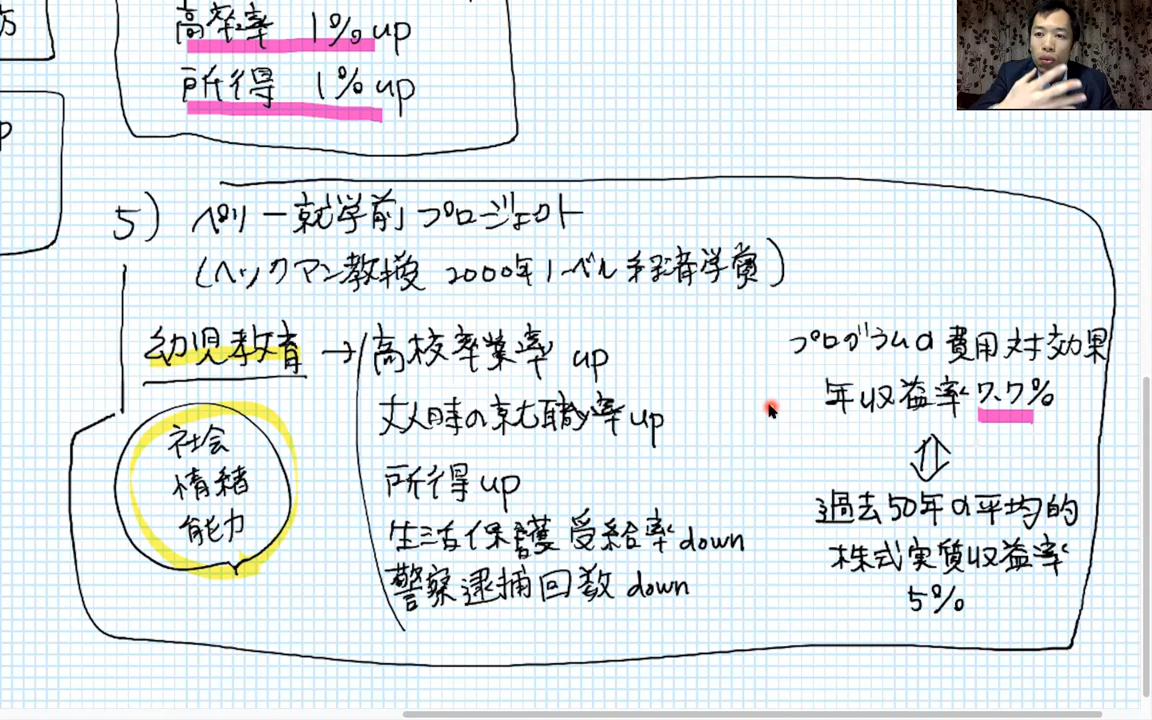 高卒率 1% up
所得 1% up
5) ペリー就学前プロジェクト
(ヘックマン教授 2000年ノーベル経済学賞)
幼児教育 → 高校卒業率 up
大人時の就職率 up
所得 up
生活保護受給率 down
警察逮捕回数 down
社会
情緒
能力
プログラムの費用対効果
年収益率 7.7%
⇕
過去50年の平均的
株式実質収益率
5%